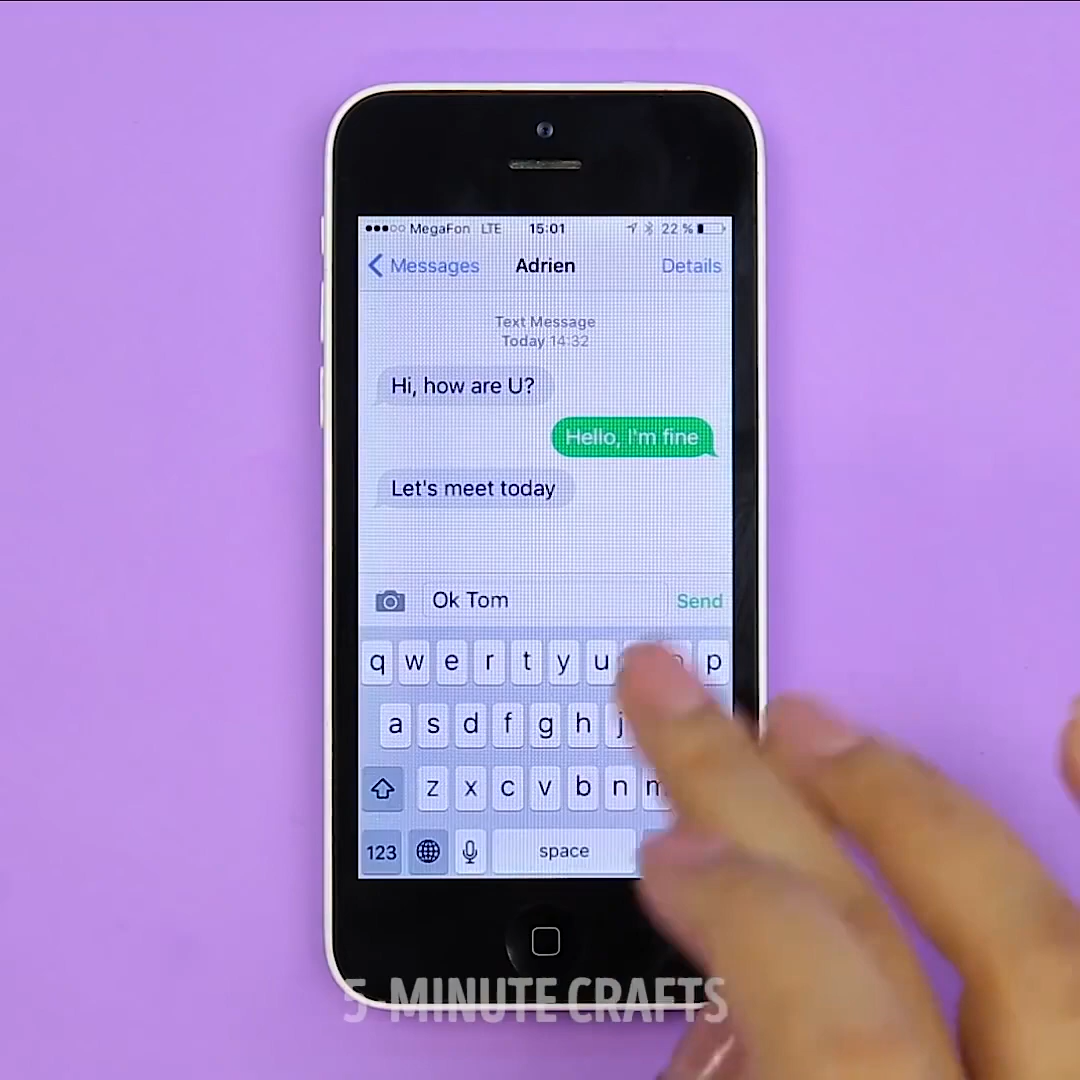 MegaFon LTE 15:01 22 %
Messages Adrien Details
Text Message
Today 14:32
Hi, how are U?
Hello, I'm fine
Let's meet today
Ok Tom Send
q w e r t y u p
a s d f g h j
z x c v b n m
123 space
5-MINUTE CRAFTS